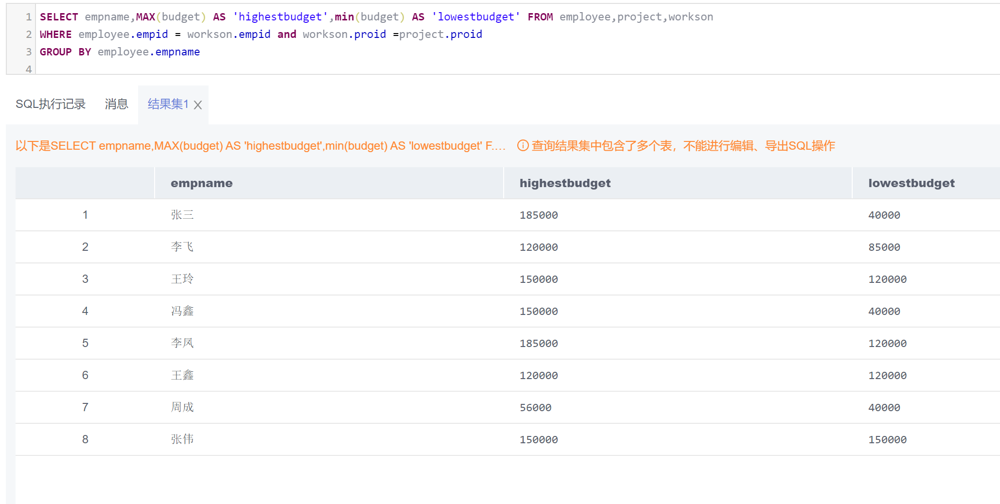 1 SELECT empname,MAX(budget) AS 'highestbudget',min(budget) AS 'lowestbudget' FROM employee,project,workson
2 WHERE employee.empid = workson.empid and workson.proid =project.proid
3 GROUP BY employee.empname
4
SQL执行记录 消息 结果集1 X
以下是SELECT empname,MAX(budget) AS 'highestbudget',min(budget) AS 'lowestbudget' F.... 查询结果集中包含了多个表，不能进行编辑、导出SQL操作
empname highestbudget lowestbudget
1 张三 185000 40000
2 李飞 120000 85000
3 王玲 150000 120000
4 冯鑫 150000 40000
5 李凤 185000 120000
6 王鑫 120000 120000
7 周成 56000 40000
8 张伟 150000 150000